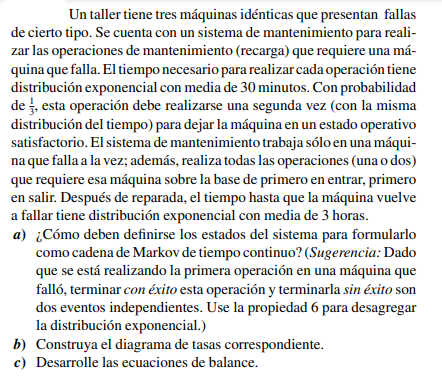 Un taller tiene tres máquinas idénticas que presentan fallas
de cierto tipo. Se cuenta con un sistema de mantenimiento para reali-
zar las operaciones de mantenimiento (recarga) que requiere una má-
quina que falla. El tiempo necesario para realizar cada operación tiene
distribución exponencial con media de 30 minutos. Con probabilidad
de 1/3, esta operación debe realizarse una segunda vez (con la misma
distribución del tiempo) para dejar la máquina en un estado operativo
satisfactorio. El sistema de mantenimiento trabaja sólo en una máqui-
na que falla a la vez; además, realiza todas las operaciones (una o dos)
que requiere esa máquina sobre la base de primero en entrar, primero
en salir. Después de reparada, el tiempo hasta que la máquina vuelve
a fallar tiene distribución exponencial con media de 3 horas.
a) ¿Cómo deben definirse los estados del sistema para formularlo
como cadena de Markov de tiempo continuo? (Sugerencia: Dado
que se está realizando la primera operación en una máquina que
falló, terminar con éxito esta operación y terminarla sin éxito son
dos eventos independientes. Use la propiedad 6 para desagregar
la distribución exponencial.)
b) Construya el diagrama de tasas correspondiente.
c) Desarrolle las ecuaciones de balance.